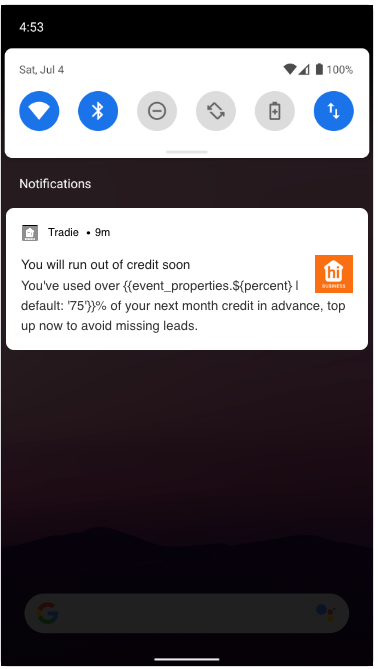 4:53
Sat, Jul 4
100%
Notifications
Tradie • 9m
You will run out of credit soon
You've used over {{event_properties.${percent} |
default: '75'}}% of your next month credit in advance, top
up now to avoid missing leads.
hi
BUSINESS